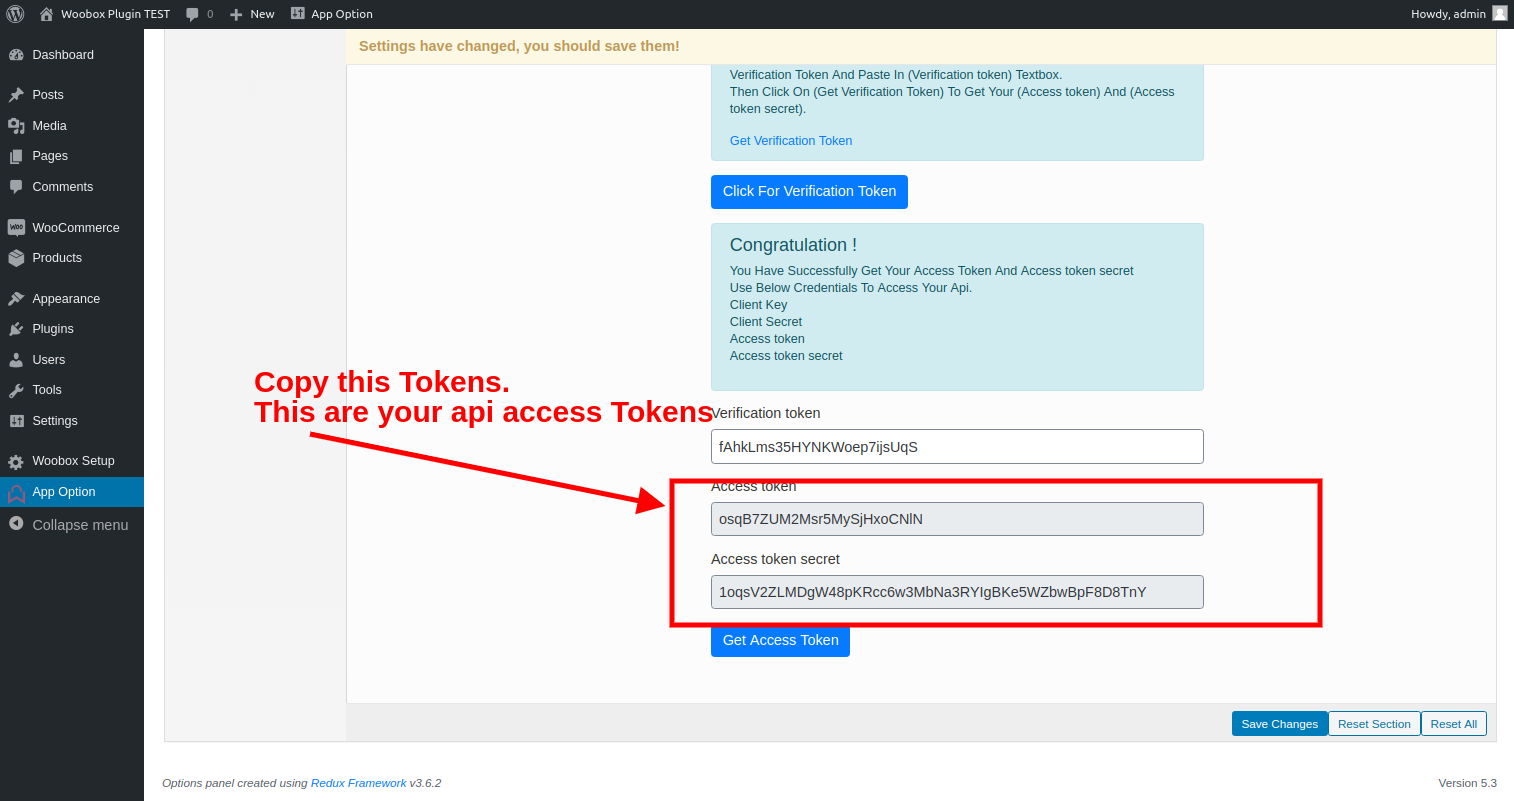 Woobox Plugin TEST
0
New
App Option
Howdy, admin
Dashboard
Posts
Media
Pages
Comments
WooCommerce
Products
Appearance
Plugins
Users
Tools
Settings
Woobox Setup
App Option
Collapse menu
Settings have changed, you should save them!
Verification Token And Paste In (Verification token) Textbox.
Then Click On (Get Verification Token) To Get Your (Access token) And (Access
token secret).
Get Verification Token
Click For Verification Token
Congratulation !
You Have Successfully Get Your Access Token And Access token secret
Use Below Credentials To Access Your Api.
Client Key
Client Secret
Access token
Access token secret
Copy this Tokens.
This are your api access Tokens
Verification token
fAhkLms35HYNKWoep7ijsUqS
Access token
osqB7ZUM2Msr5MySjHxoCNlN
Access token secret
1oqsV2ZLMDgW48pKRcc6w3MbNa3RYIgBKe5WZbwBpF8D8TnY
Get Access Token
Save Changes
Reset Section
Reset All
Options panel created using Redux Framework v3.6.2
Version 5.3